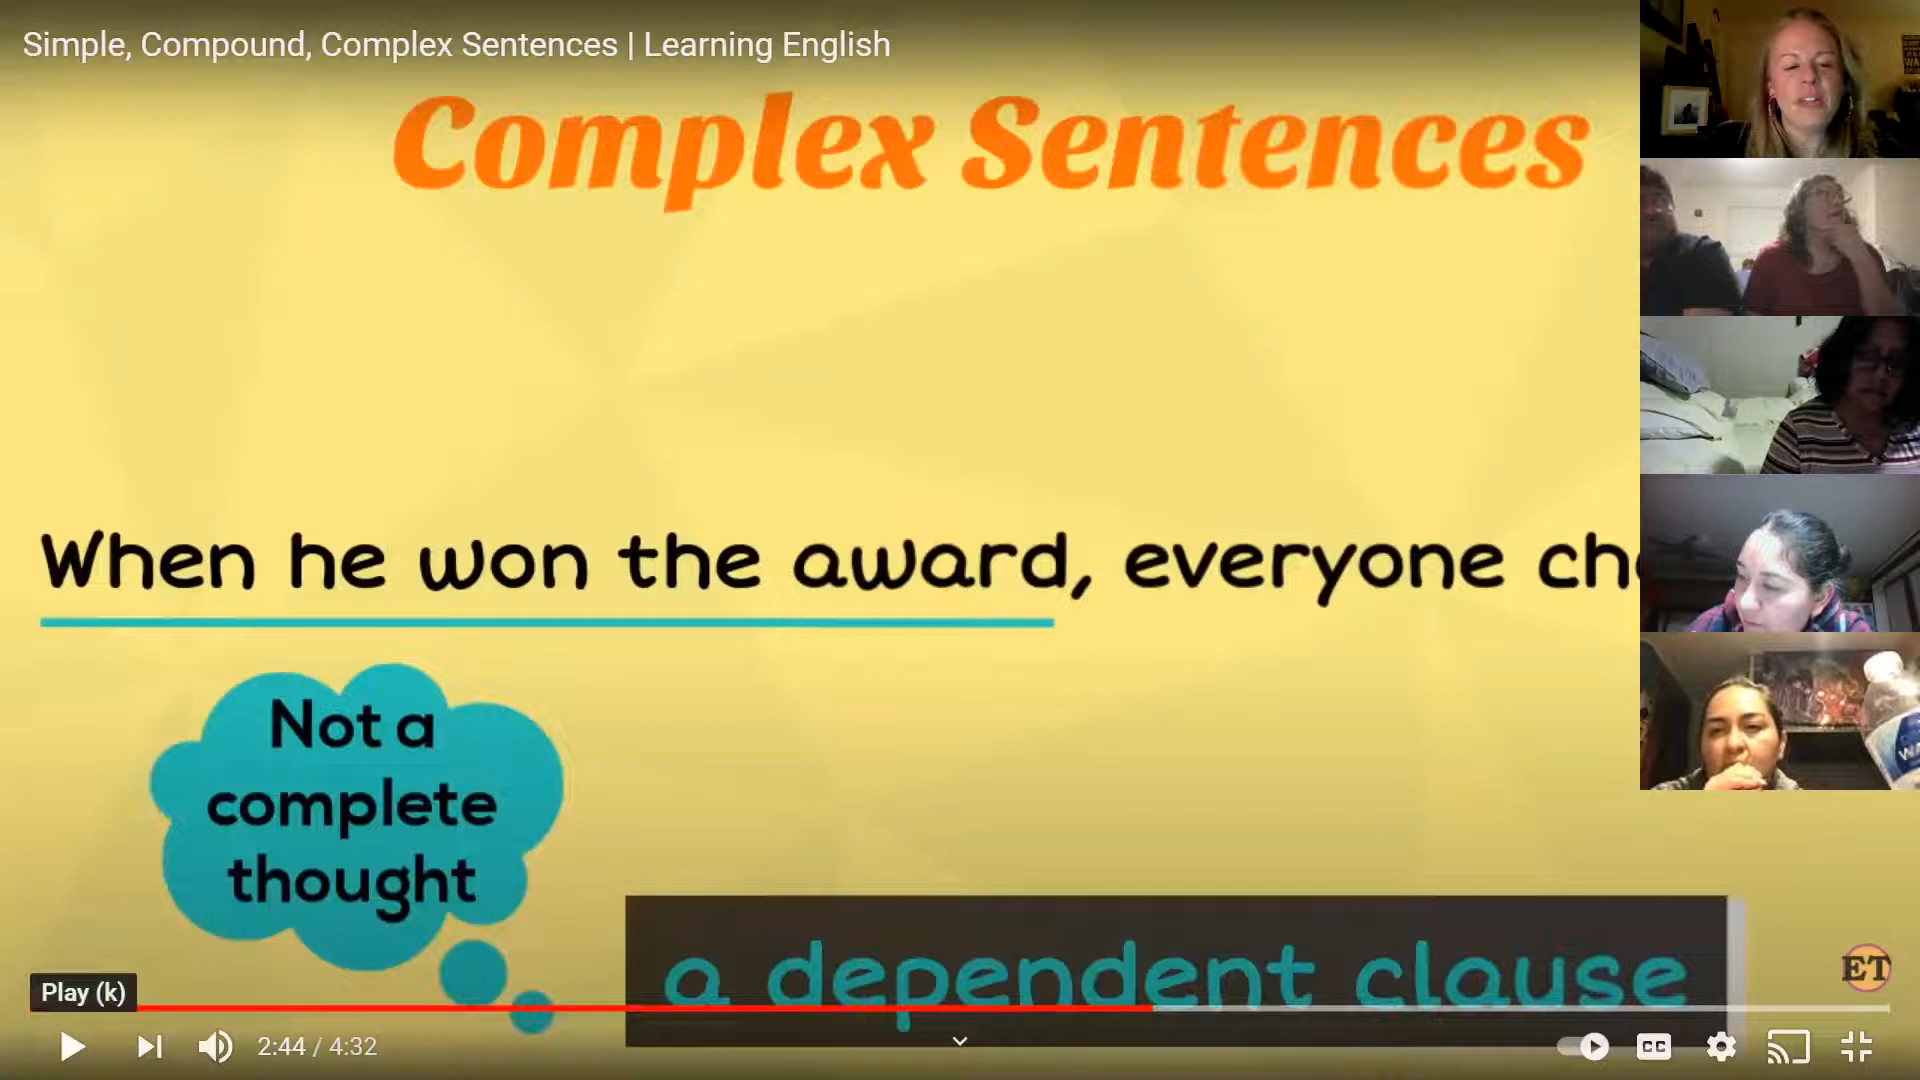 Simple, Compound, Complex Sentences | Learning English
Complex Sentences
When he won the award, everyone
Not a
complete
thought
a dependent clause
ET
Play (k)
2:44 / 4:32
CC